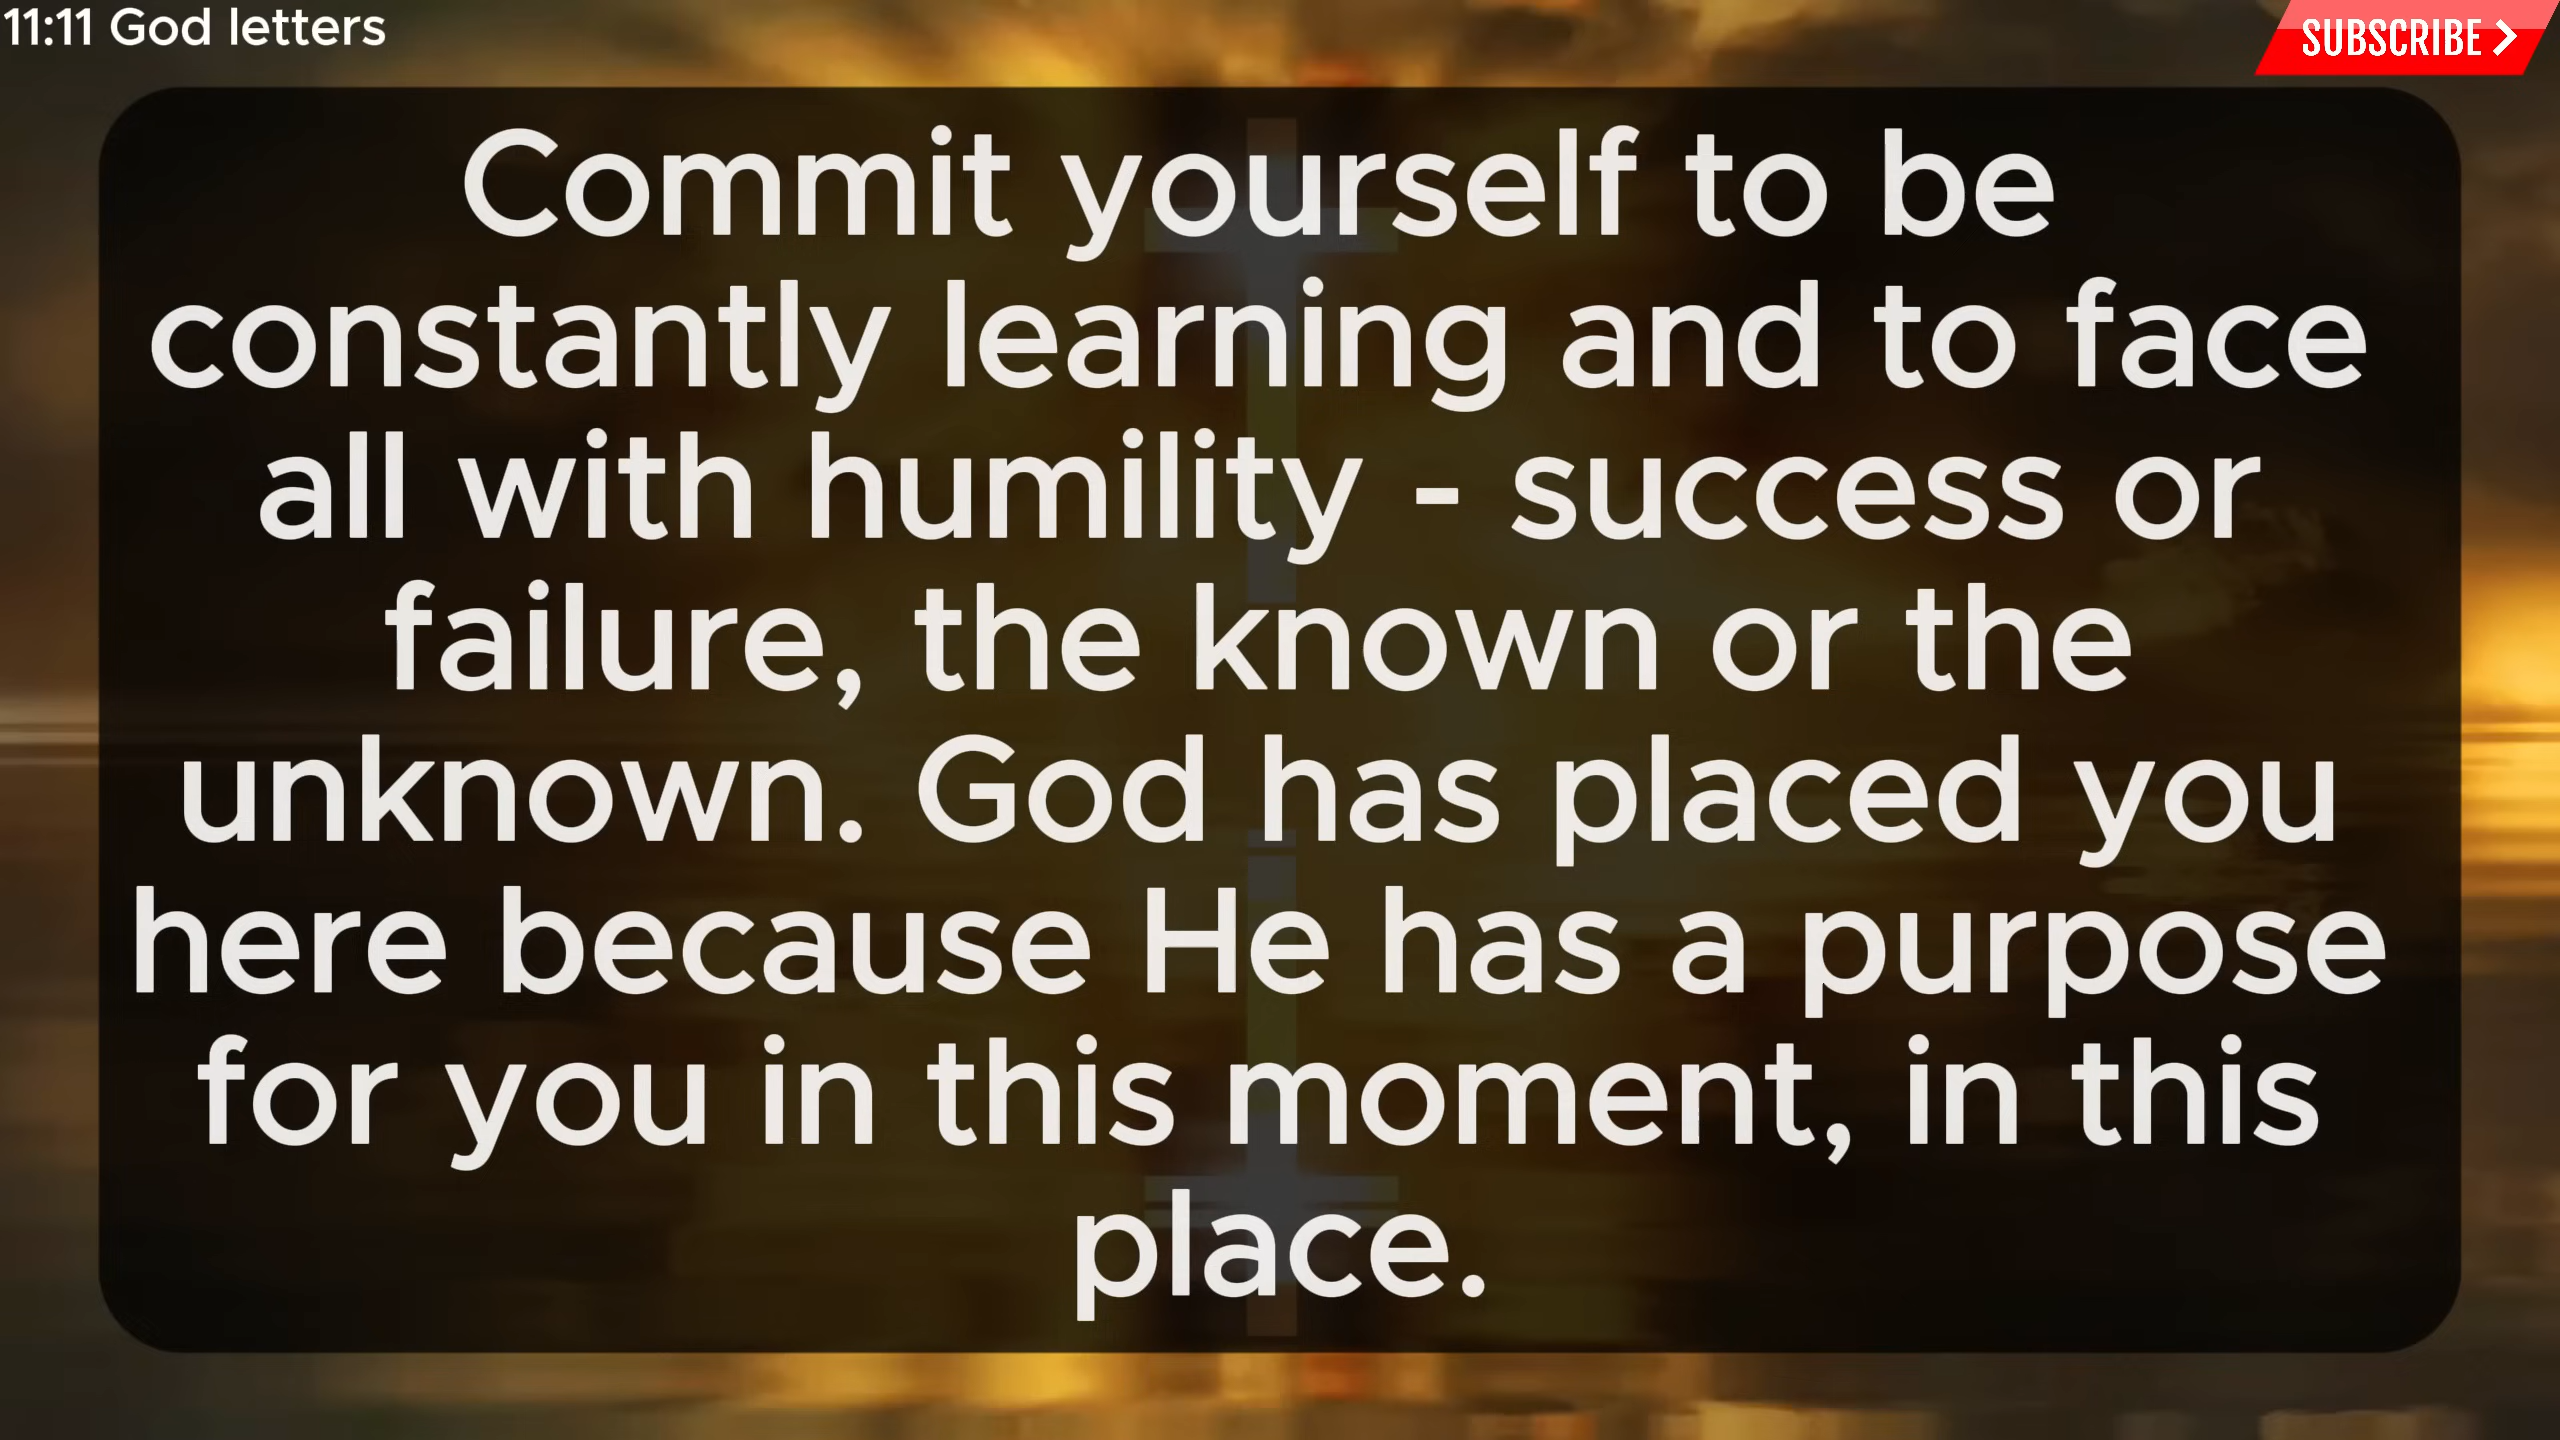 11:11 God letters
SUBSCRIBE >
Commit yourself to be
constantly learning and to face
all with humility - success or
failure, the known or the
unknown. God has placed you
here because He has a purpose
for you in this moment, in this
place.